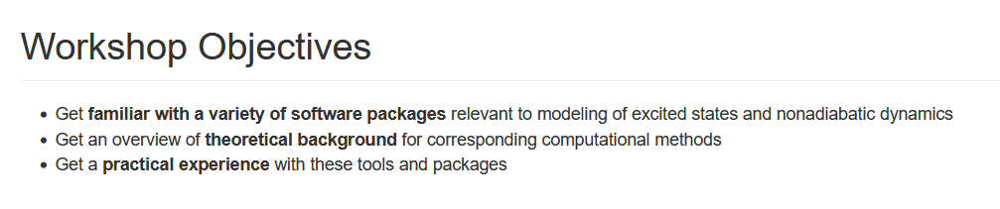 Workshop Objectives
• Get familiar with a variety of software packages relevant to modeling of excited states and nonadiabatic dynamics
• Get an overview of theoretical background for corresponding computational methods
• Get a practical experience with these tools and packages